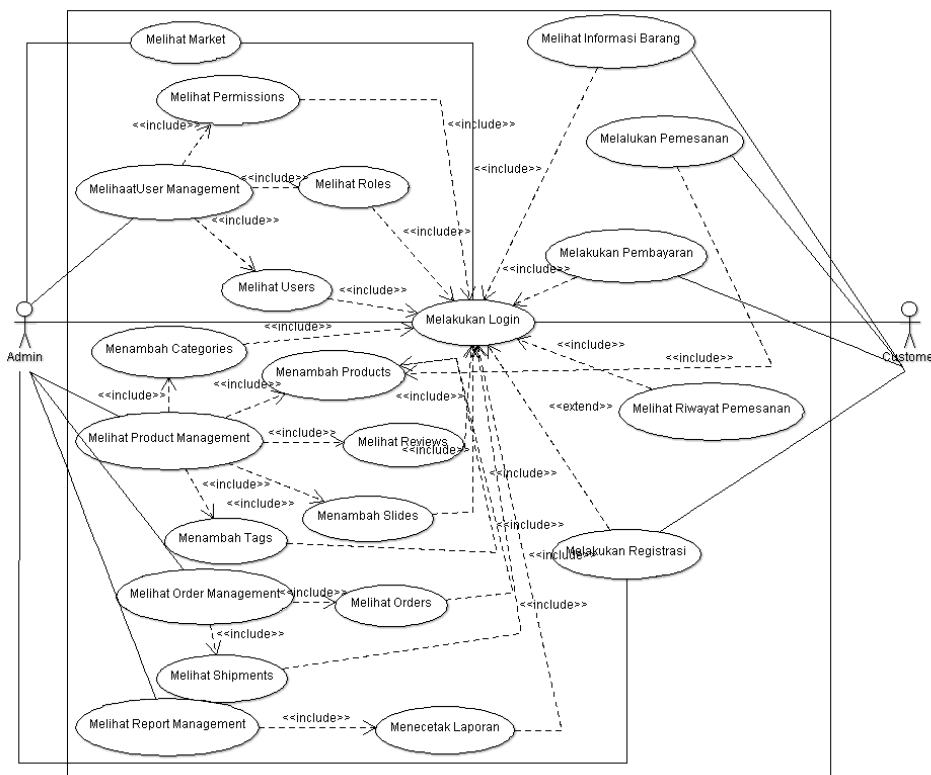 Melihat Market
Melihat Informasi Barang
Melihat Permissions
<<include>>
<<include>>
Melalukan Pemesanan
<<include>>
MelihaatUser Management
<<include>>
Melihat Roles
<<include>>
<<include>>
Melakukan Pembayaran
<<include>>
Melihat Users
<<include>>
Melakukan Login
<<include>>
Admin
Custome
Menambah Categories
<<include>>
<<include>>
Menambah Products
<<include>>
<<include>>
<<include>>
<<include>>
<<extend>>
Melihat Riwayat Pemesanan
Melihat Product Management
<<include>>
Melihat Reviews
<<include>>
<<include>>
<<include>>
<<include>>
Menambah Slides
<<include>>
Menambah Tags
<<include>>
Melakukan Registrasi
Melihat Order Management
<<include>>
Melihat Orders
<<include>>
<<include>>
Melihat Shipments
Melihat Report Management
<<include>>
Menecetak Laporan